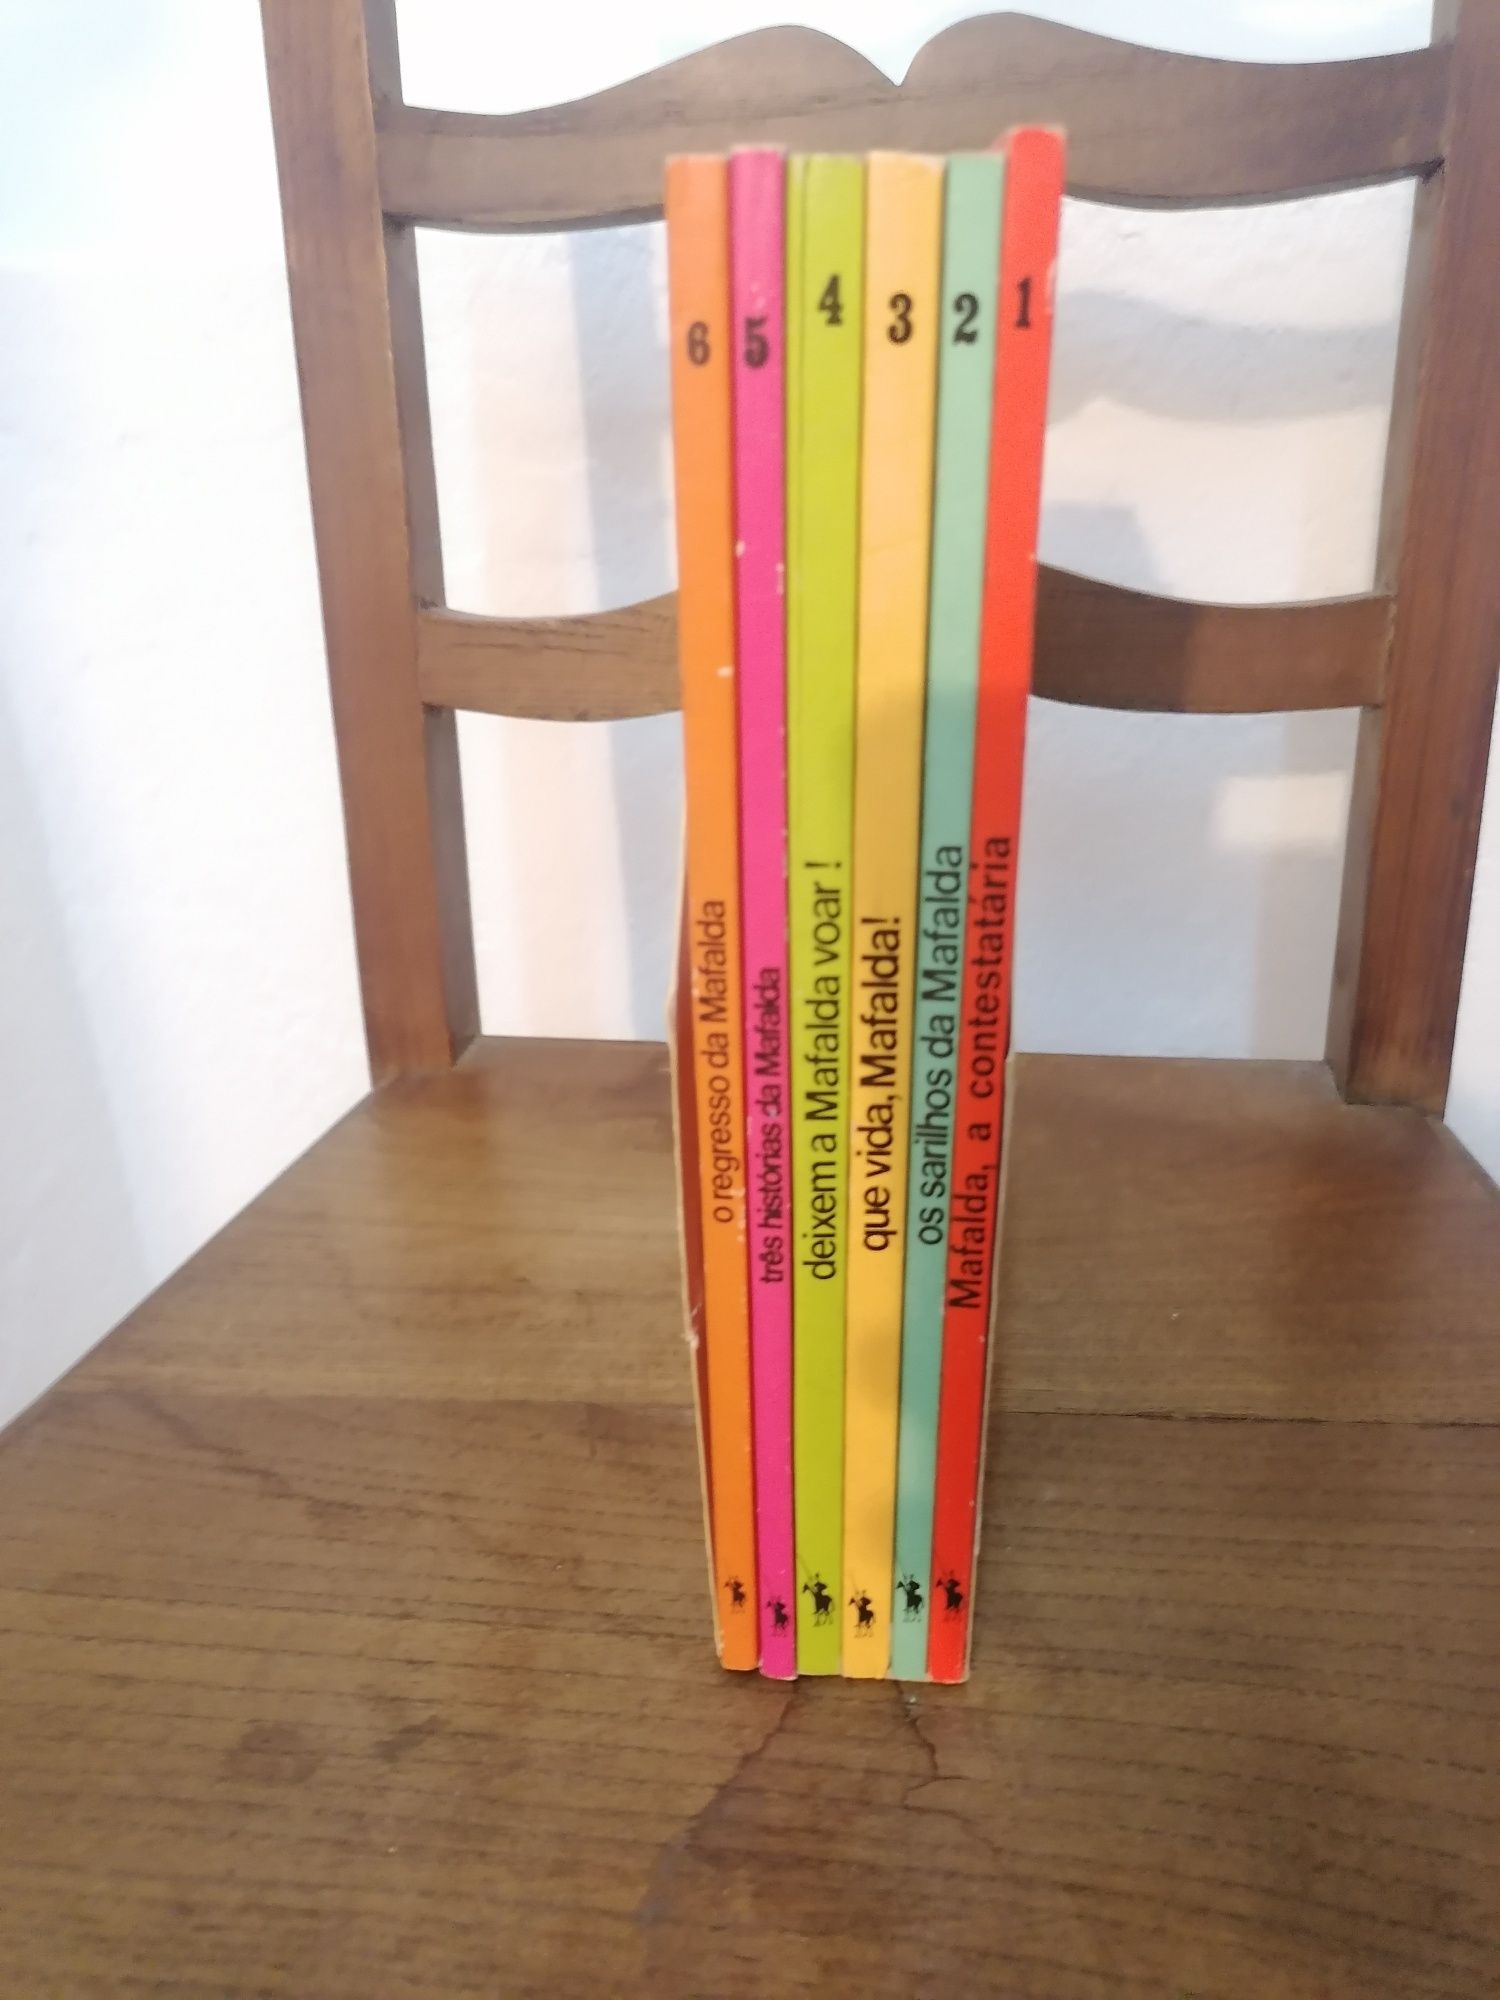 6
o regresso da Mafalda
5
três histórias da Mafalda
4
deixem a Mafalda voar !
3
que vida, Mafalda!
2
os sarilhos da Mafalda
1
Mafalda, a contestatária